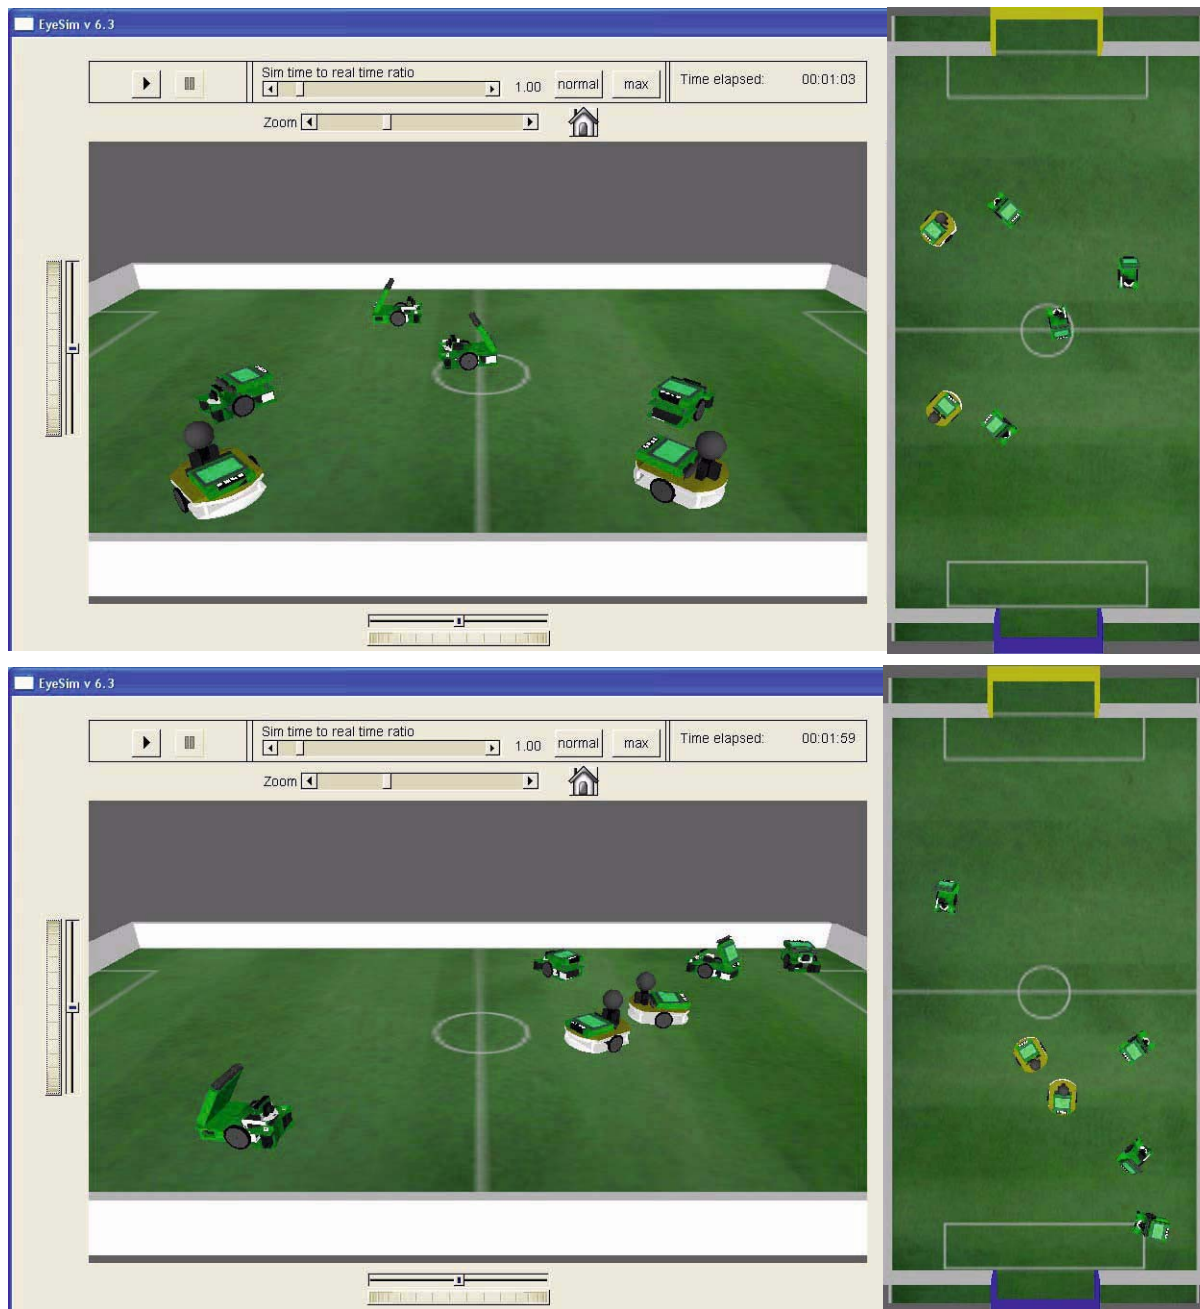 EyeSim v 6.3
Sim time to real time ratio
1.00 normal max Time elapsed: 00:01:03
Zoom
EyeSim v 6.3
Sim time to real time ratio
1.00 normal max Time elapsed: 00:01:59
Zoom